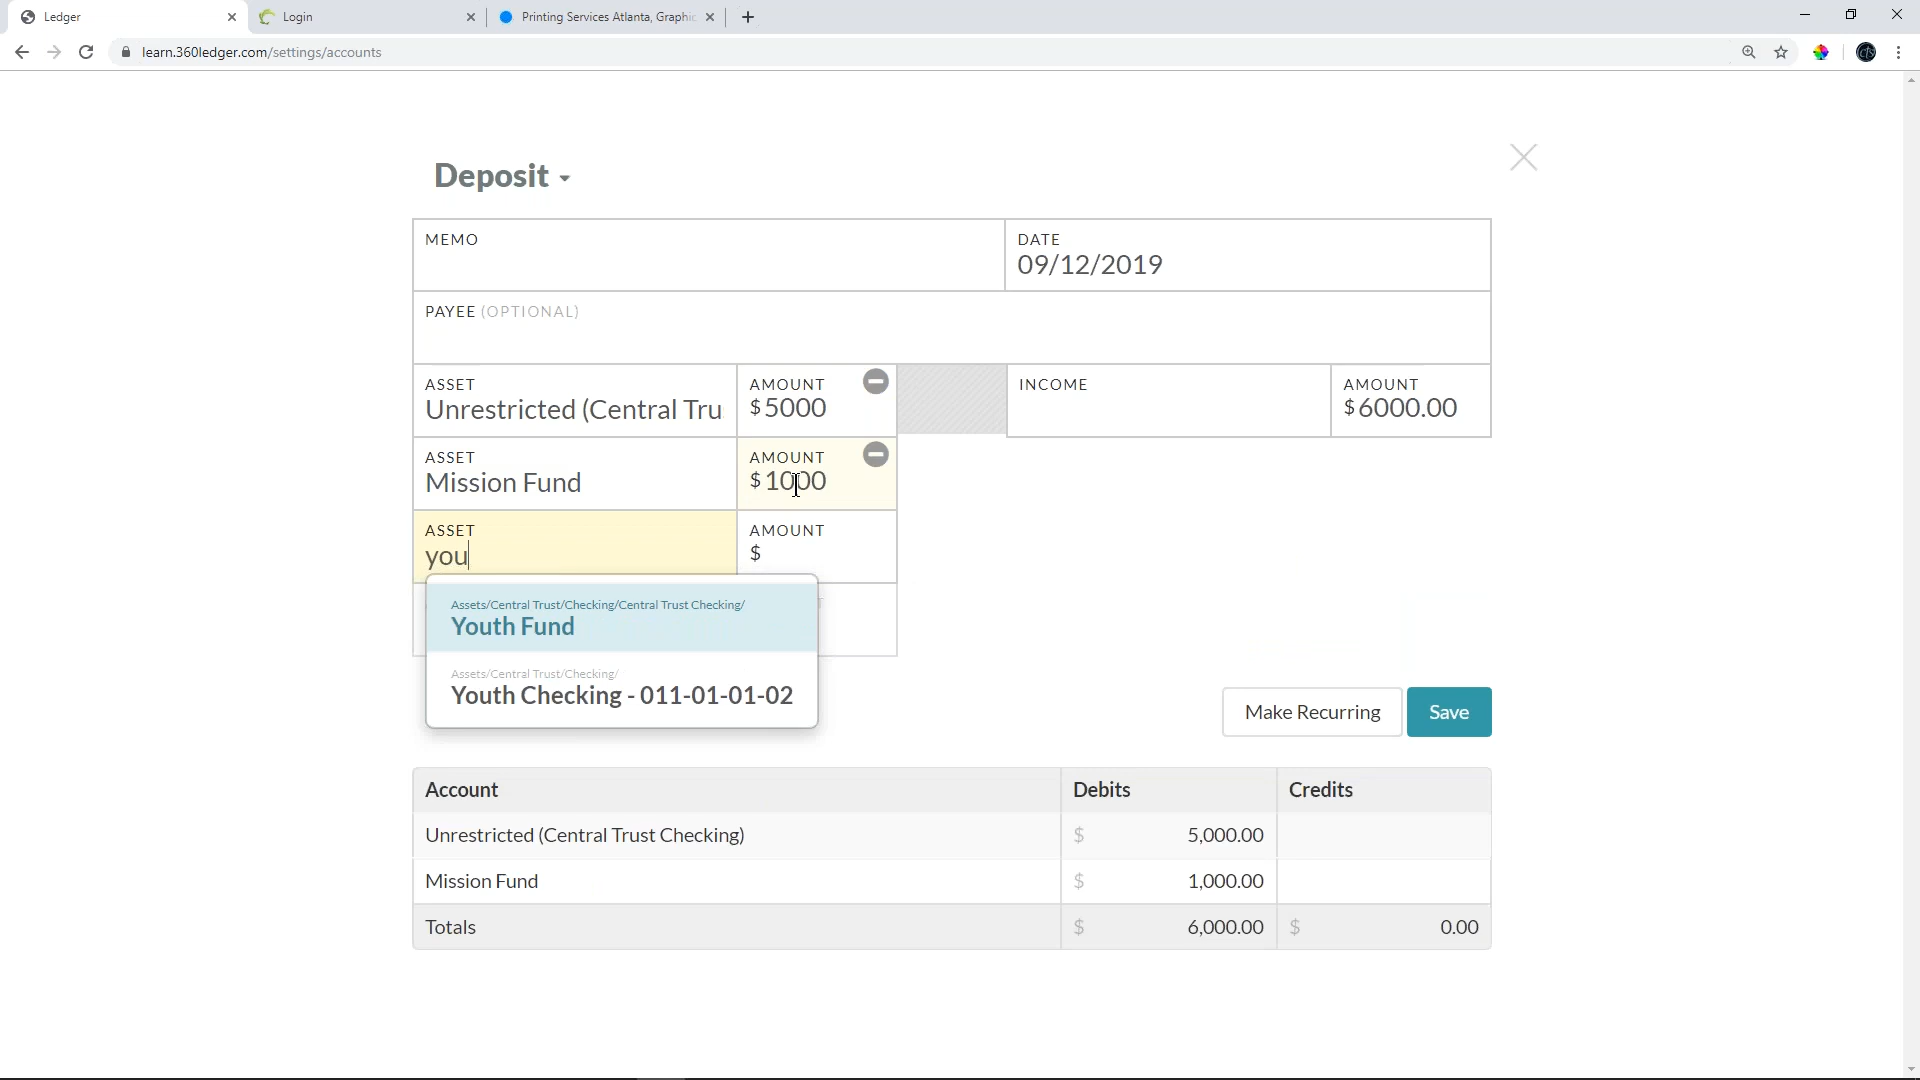 Ledger
Login
Printing Services Atlanta, Graphic
learn.360ledger.com/settings/accounts
Deposit
MEMO
DATE
09/12/2019
PAYEE (OPTIONAL)
ASSET
Unrestricted (Central Tru
AMOUNT
$5000
INCOME
AMOUNT
$6000.00
ASSET
Mission Fund
AMOUNT
$1000
ASSET
you
AMOUNT
$
Assets/Central Trust/Checking/Central Trust Checking/
Youth Fund
Assets/Central Trust/Checking/
Youth Checking - 011-01-01-02
Make Recurring
Save
Account Debits Credits
Unrestricted (Central Trust Checking) $ 5,000.00
Mission Fund $ 1,000.00
Totals $ 6,000.00 $ 0.00